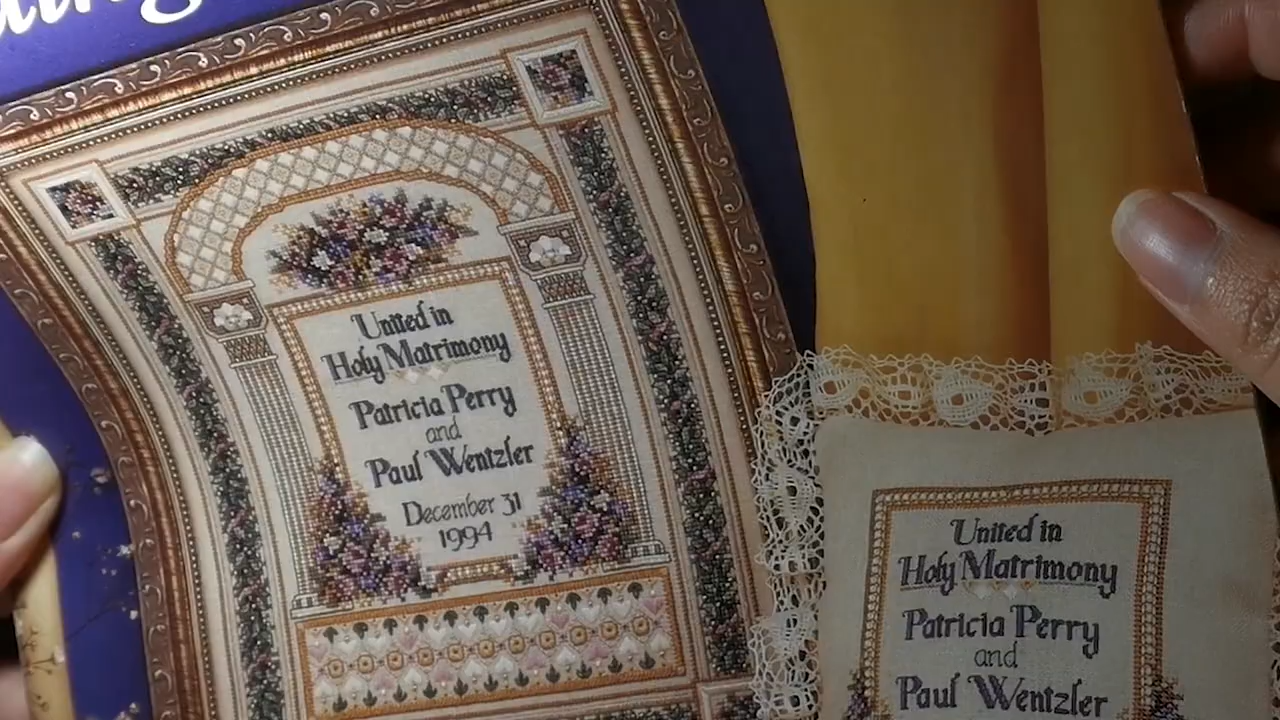 United in
Holy Matrimony
Patricia Perry
and
Paul Wentzler
December 31
1994
United in
Holy Matrimony
Patricia Perry
and
Paul Wentzler